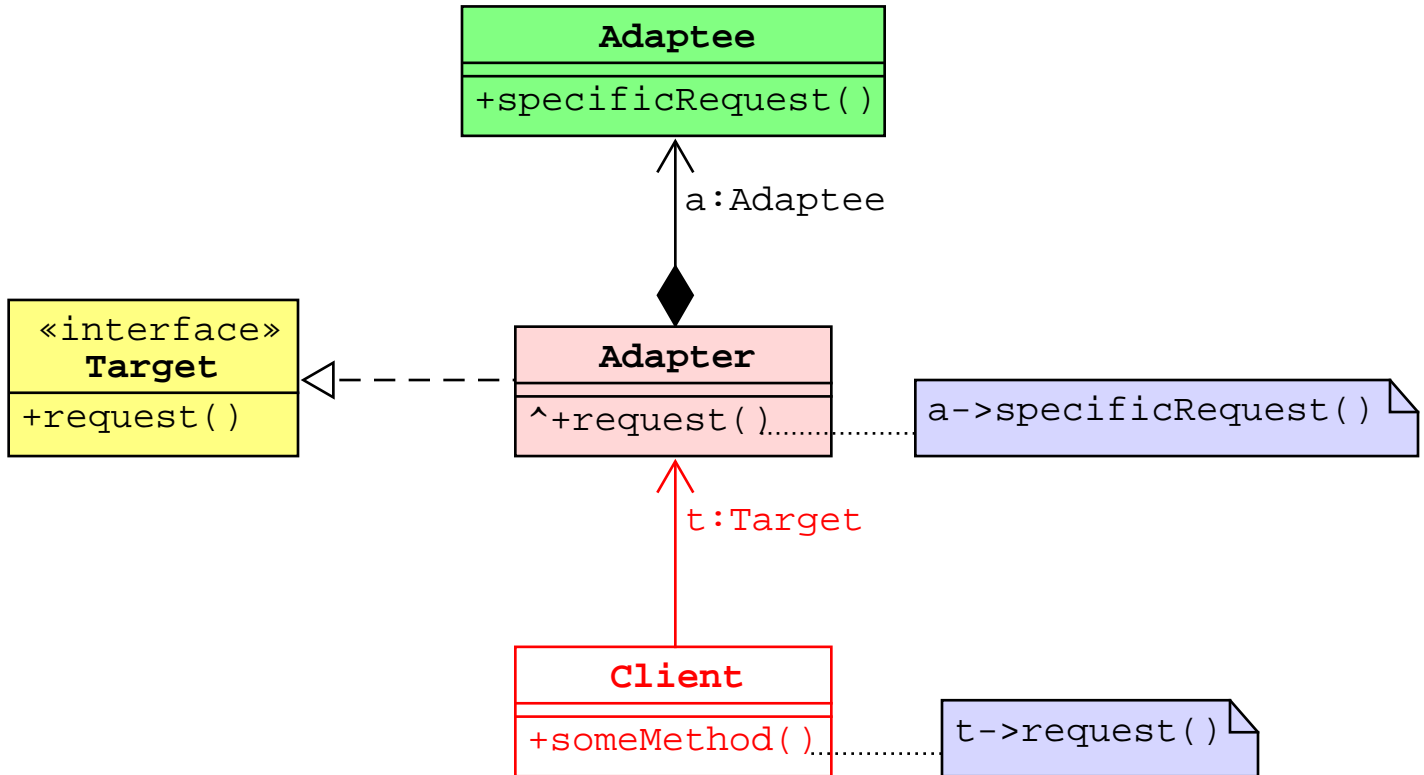 Adaptee
+specificRequest()
a:Adaptee
«interface»
Target
+request()
Adapter
^+request()
a->specificRequest()
t:Target
Client
+someMethod()
t->request()